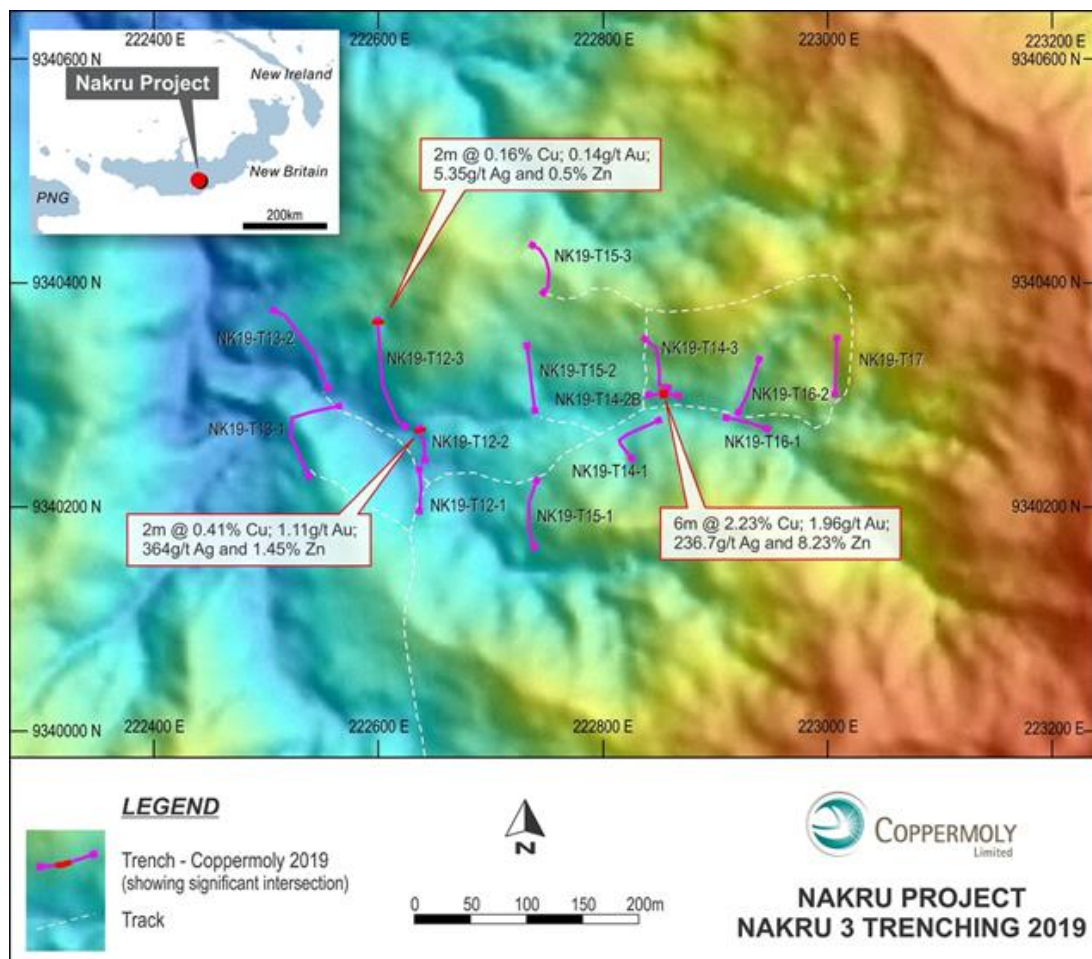 222400 E
222600 E
222800 E
223000 E
223200 E
9340600 N
9340600 N
Nakru Project
New Ireland
New Britain
PNG
200km
2m @ 0.16% Cu; 0.14g/t Au;
5.35g/t Ag and 0.5% Zn
NK19-T15-3
9340400 N
9340400 N
NK19-T13-2
NK19-T12-3
NK19-T15-2
NK19-T14-3
NK19-T17
NK19-T14-2B
NK19-T16-2
NK19-T13-1
NK19-T12-2
NK19-T16-1
NK19-T14-1
NK19-T12-1
NK19-T15-1
9340200 N
9340200 N
2m @ 0.41% Cu; 1.11g/t Au;
364g/t Ag and 1.45% Zn
6m @ 2.23% Cu; 1.96g/t Au;
236.7g/t Ag and 8.23% Zn
9340000 N
9340000 N
222400 E
222600 E
222800 E
223000 E
223200 E
LEGEND
Trench - Coppermoly 2019
(showing significant intersection)
Track
N
0 50 100 150 200m
COPPERMOLY
Limited
NAKRU PROJECT
NAKRU 3 TRENCHING 2019